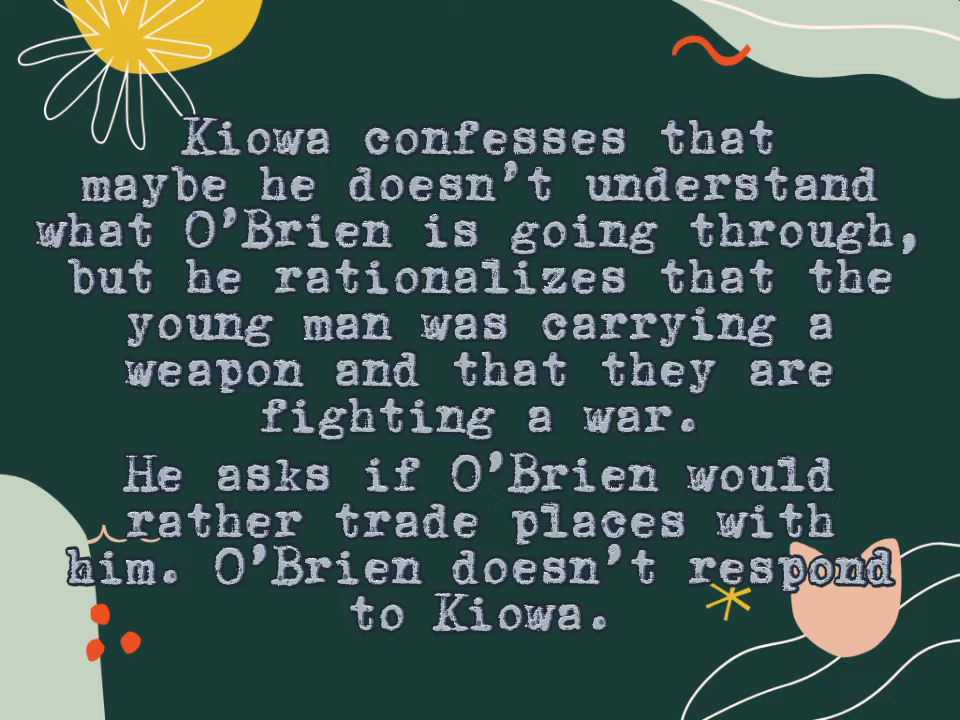 Kiowa confesses that
maybe he doesn't understand
what O'Brien is going through,
but he rationalizes that the
young man was carrying a
weapon and that they are
fighting a war.
He asks if O'Brien would
rather trade places with
him. O'Brien doesn't respond
to Kiowa.